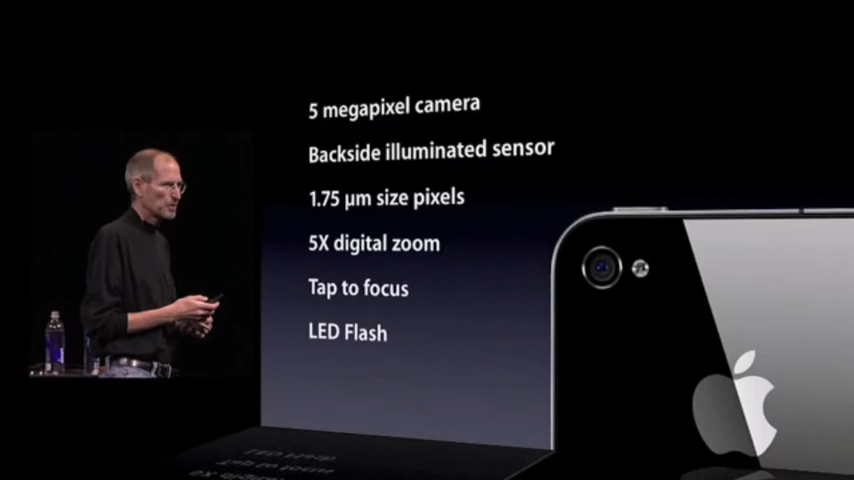 5 megapixel camera
Backside illuminated sensor
1.75 µm size pixels
5X digital zoom
Tap to focus
LED Flash